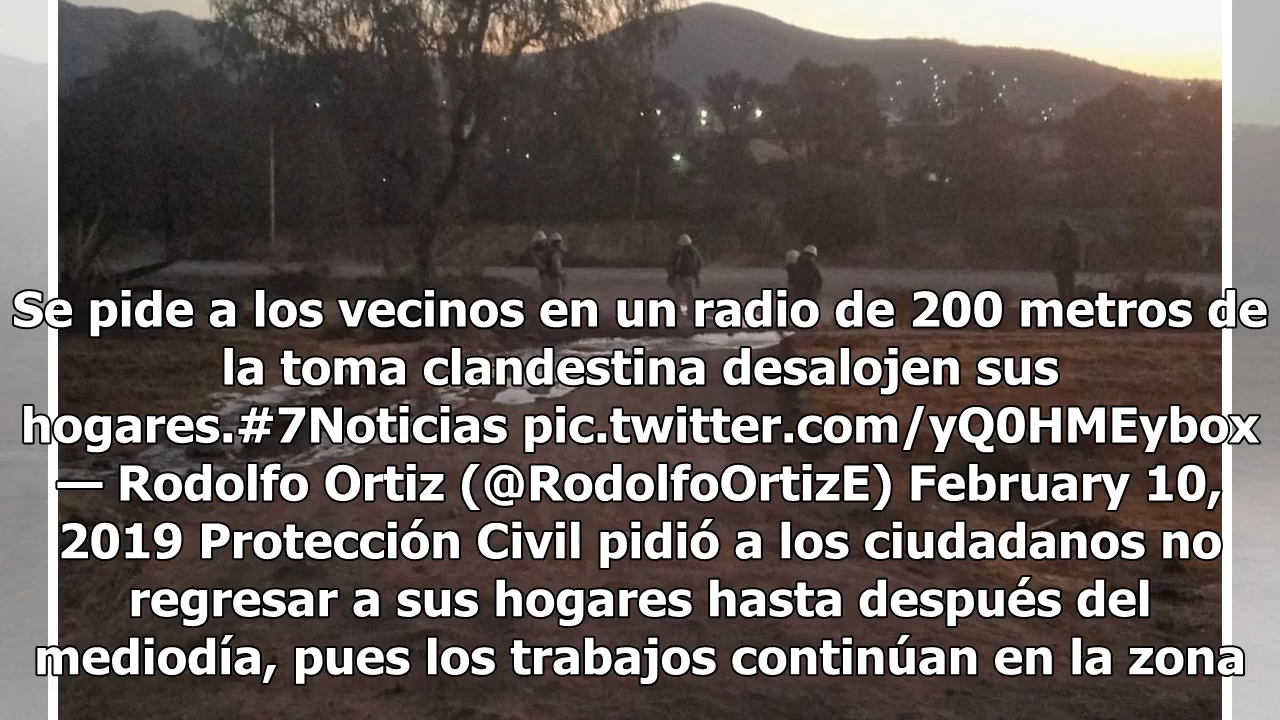 Se pide a los vecinos en un radio de 200 metros de
la toma clandestina desalojen sus
hogares.#7Noticias pic.twitter.com/yQ0HMEybox
— Rodolfo Ortiz (@RodolfoOrtizE) February 10,
2019 Protección Civil pidió a los ciudadanos no
regresar a sus hogares hasta después del
mediodía, pues los trabajos continúan en la zona